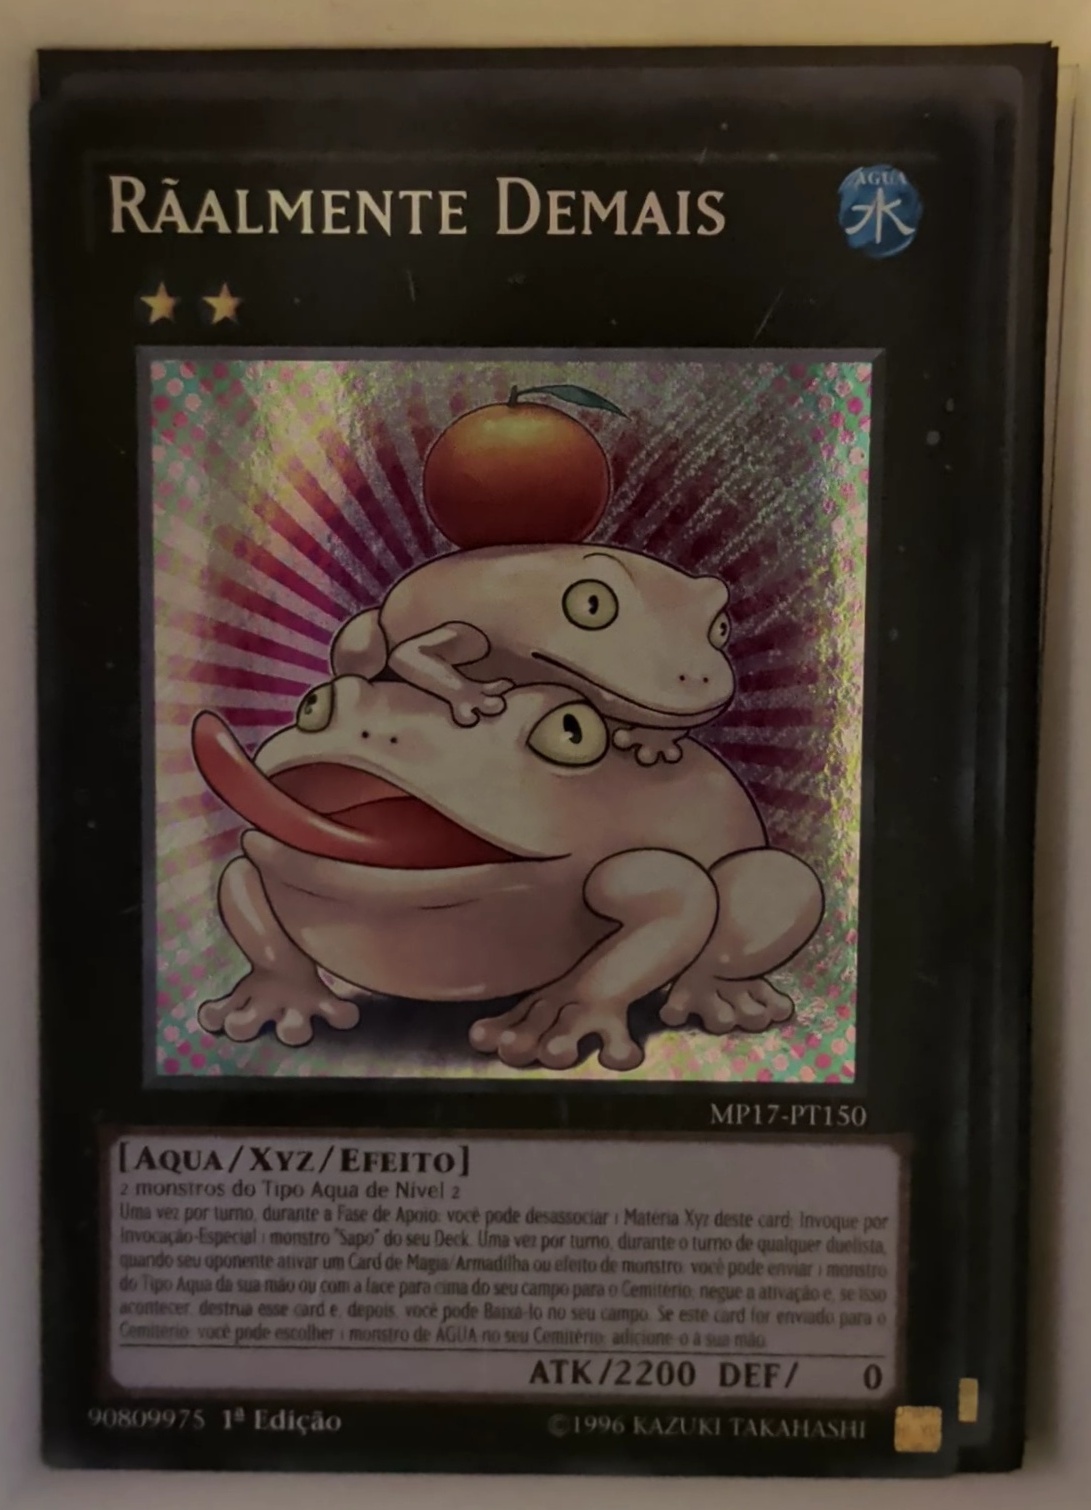 RÃALMENTE DEMAIS
ÁGUA
水
MP17-PT150
[AQUA/XYZ/EFEITO]
2 monstros do Tipo Aqua de Nível 2
Uma vez por turno, durante a Fase de Apoio: você pode desassociar 1 Matéria Xyz deste card; Invoque por
Invocação-Especial 1 monstro "Sapo" do seu Deck. Uma vez por turno, durante o turno de qualquer duelista,
quando seu oponente ativar um Card de Magia/Armadilha ou efeito de monstro: você pode enviar 1 monstro
do Tipo Aqua da sua mão ou com a face para cima do seu campo para o Cemitério; negue a ativação e, se isso
acontecer, destrua esse card e, depois, você pode Baixá-lo no seu campo. Se este card for enviado para o
Cemitério: você pode escolher 1 monstro de ÁGUA no seu Cemitério; adicione-o à sua mão.
ATK/2200 DEF/ 0
90809975 1ª Edição ©1996 KAZUKI TAKAHASHI